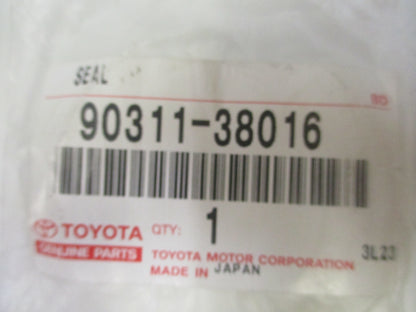 SEAL
90311-38016
TOYOTA QTY: 1
GENUINE PARTS TOYOTA MOTOR CORPORATION 3L23
MADE IN JAPAN